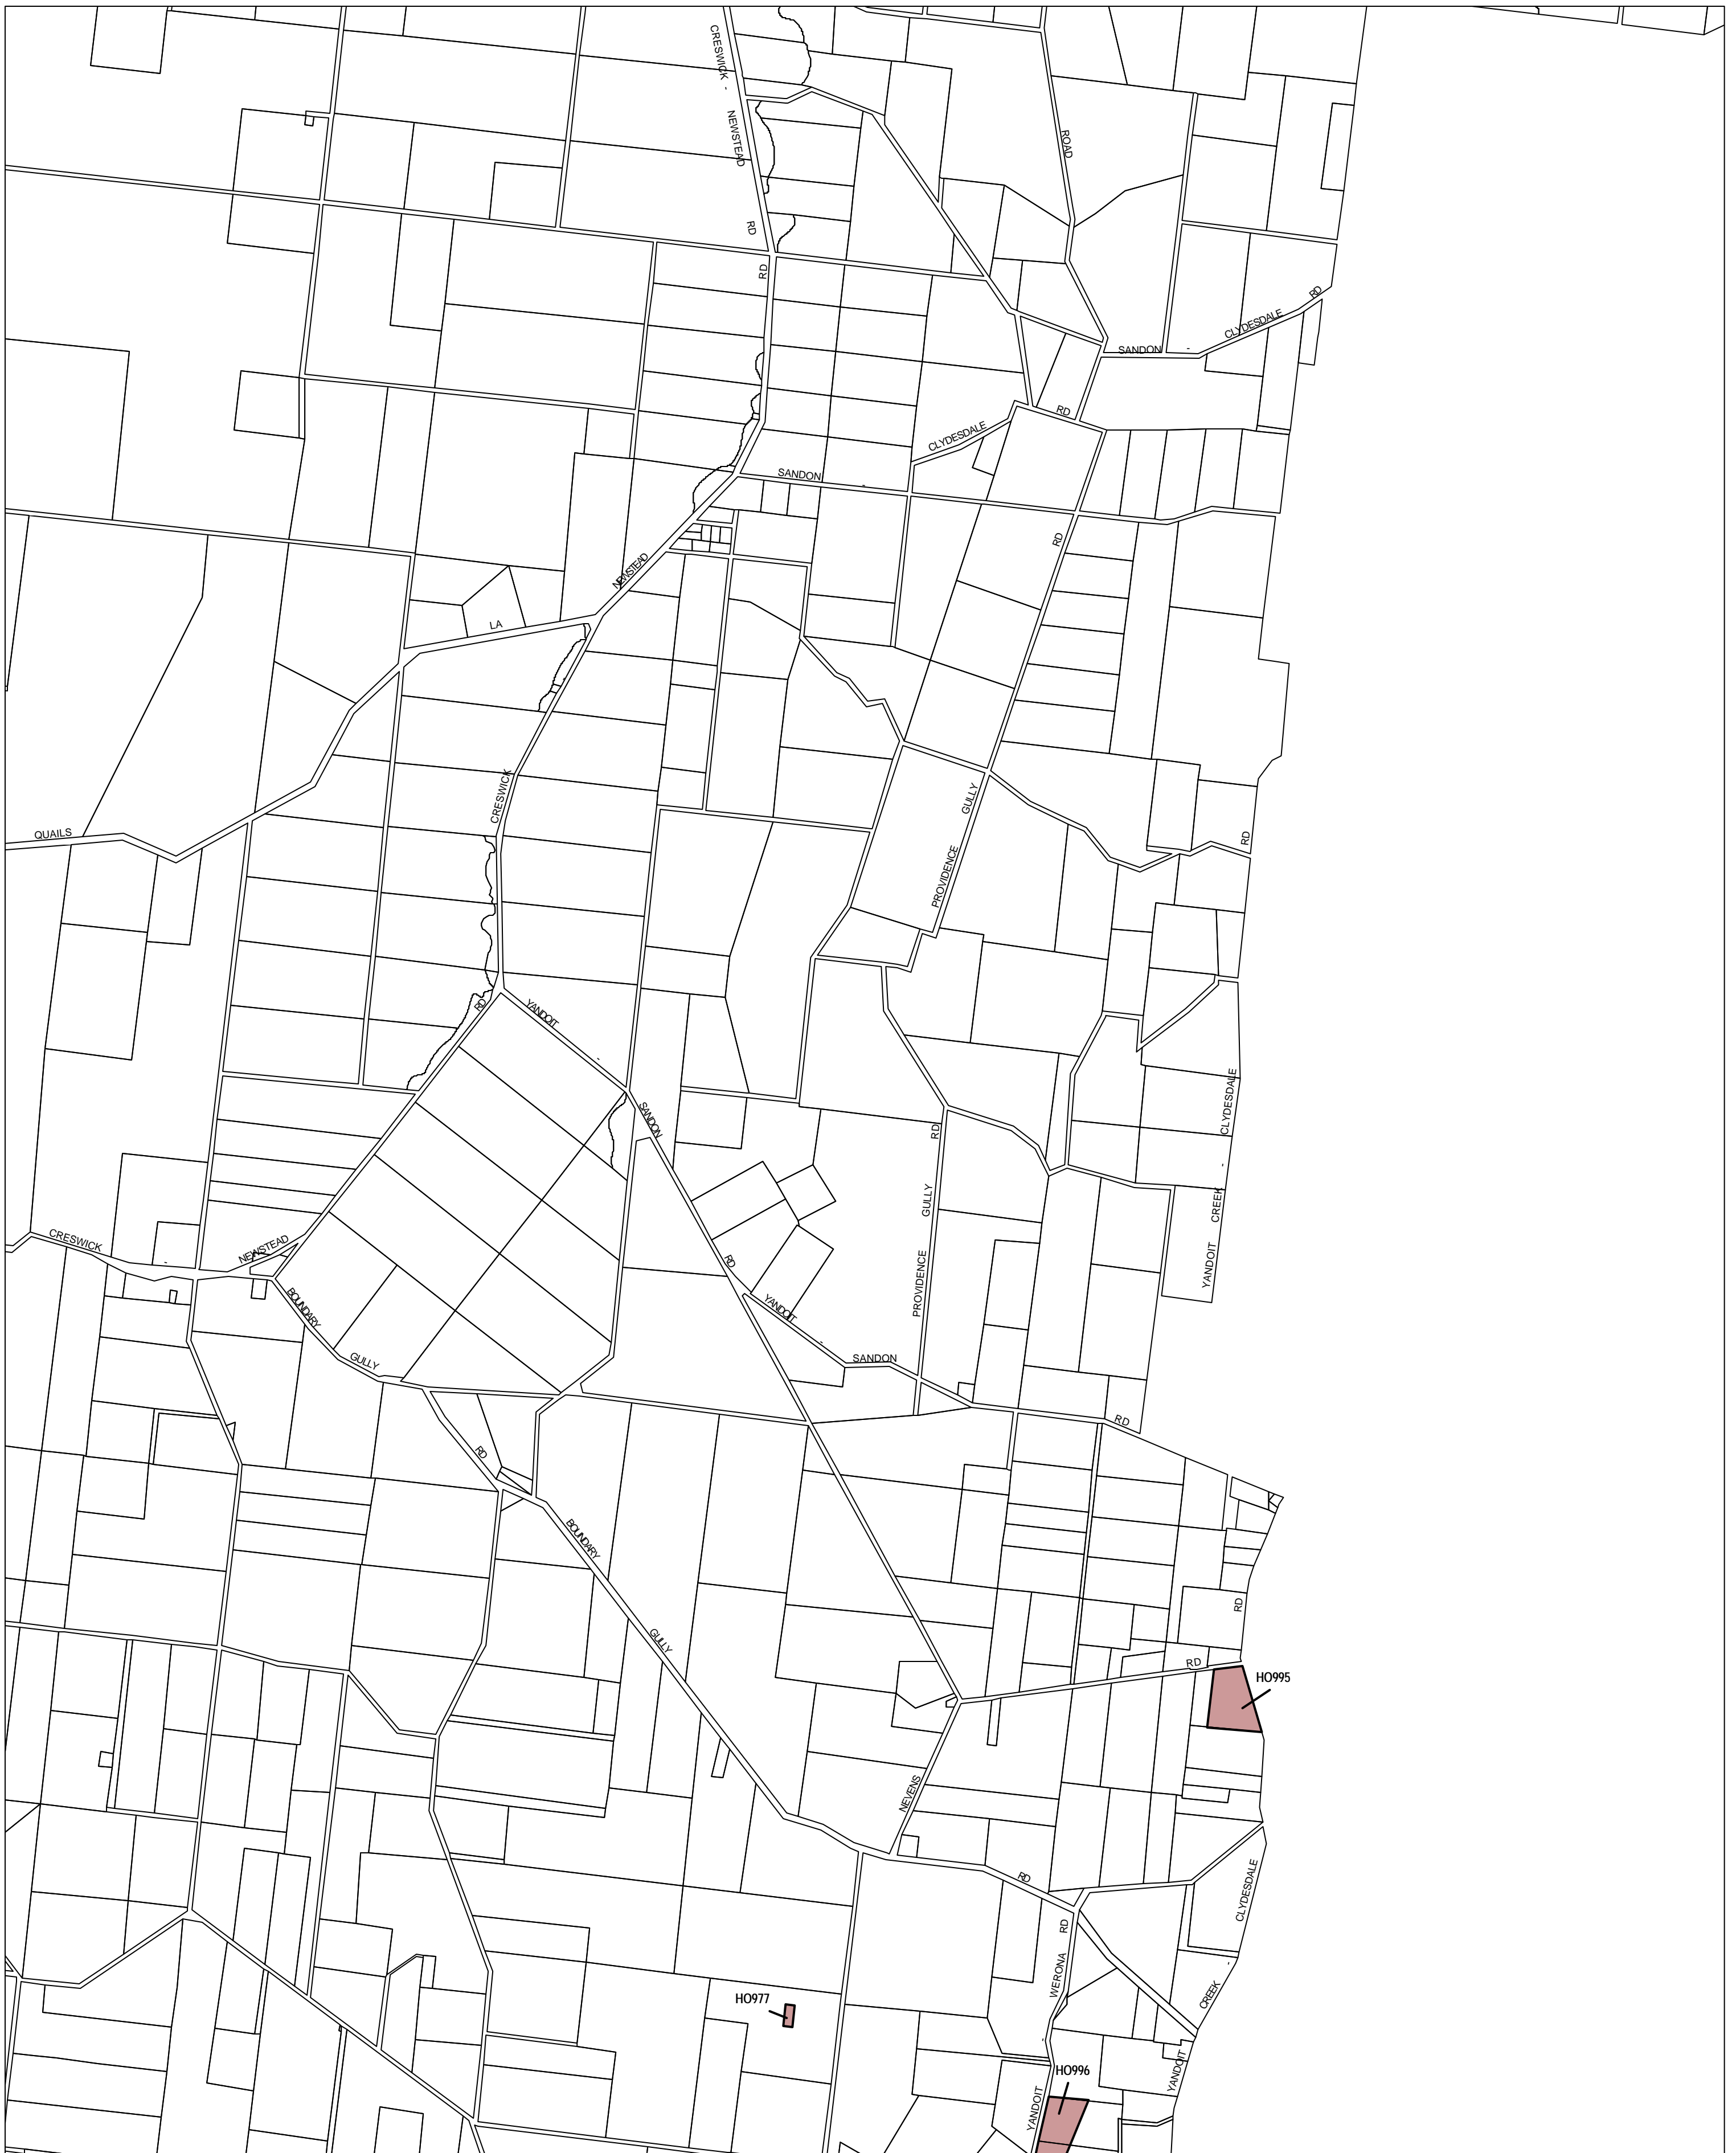 CRESWICK
-
NEWSTEAD
RD
ROAD
RD
SANDON
-
CLYDESDALE
RD
CLYDESDALE
RD
SANDON
-
NEWSTEAD
RD
LA
CRESWICK
GULLY
PROVIDENCE
QUAILS
RD
RD
YANDOIT
-
SANDON
RD
CLYDESDALE
-
CREEK
YANDOIT
RD
GULLY
PROVIDENCE
CRESWICK
-
NEWSTEAD
BOUNDARY
GULLY
RD
YANDOIT
-
SANDON
RD
RD
BOUNDARY
GULLY
RD
RD
HO995
NEVENS
RD
CLYDESDALE
-
CREEK
YANDOIT
RD
WERONA
-
YANDOIT
HO977
HO996